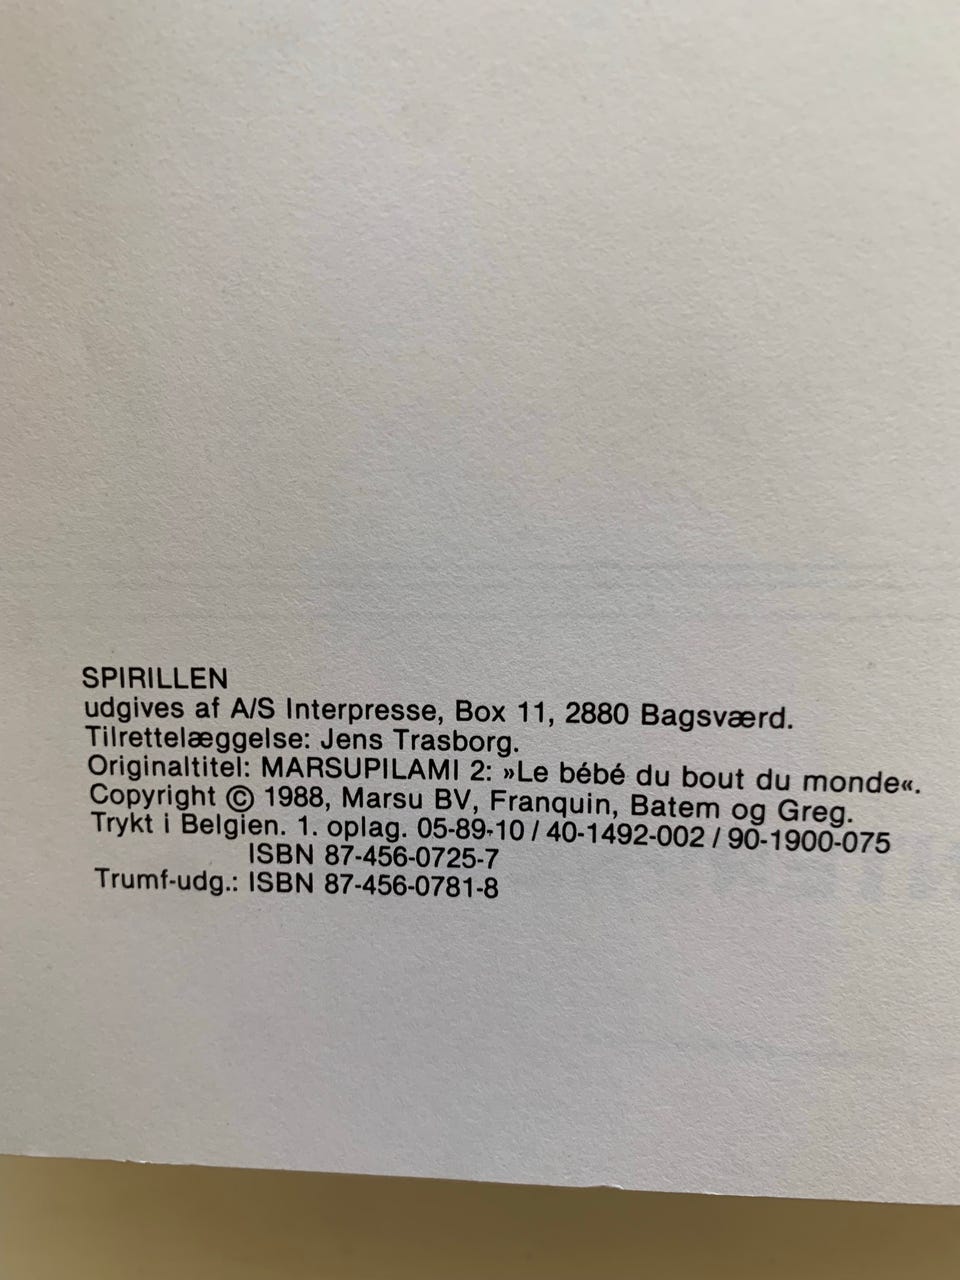 SPIRILLEN
udgives af A/S Interpresse, Box 11, 2880 Bagsværd.
Tilrettelæggelse: Jens Trasborg.
Originaltitel: MARSUPILAMI 2: »Le bébé du bout du monde«.
Copyright © 1988, Marsu BV, Franquin, Batem og Greg.
Trykt i Belgien. 1. oplag. 05-89-10 / 40-1492-002 / 90-1900-075
ISBN 87-456-0725-7
Trumf-udg.: ISBN 87-456-0781-8